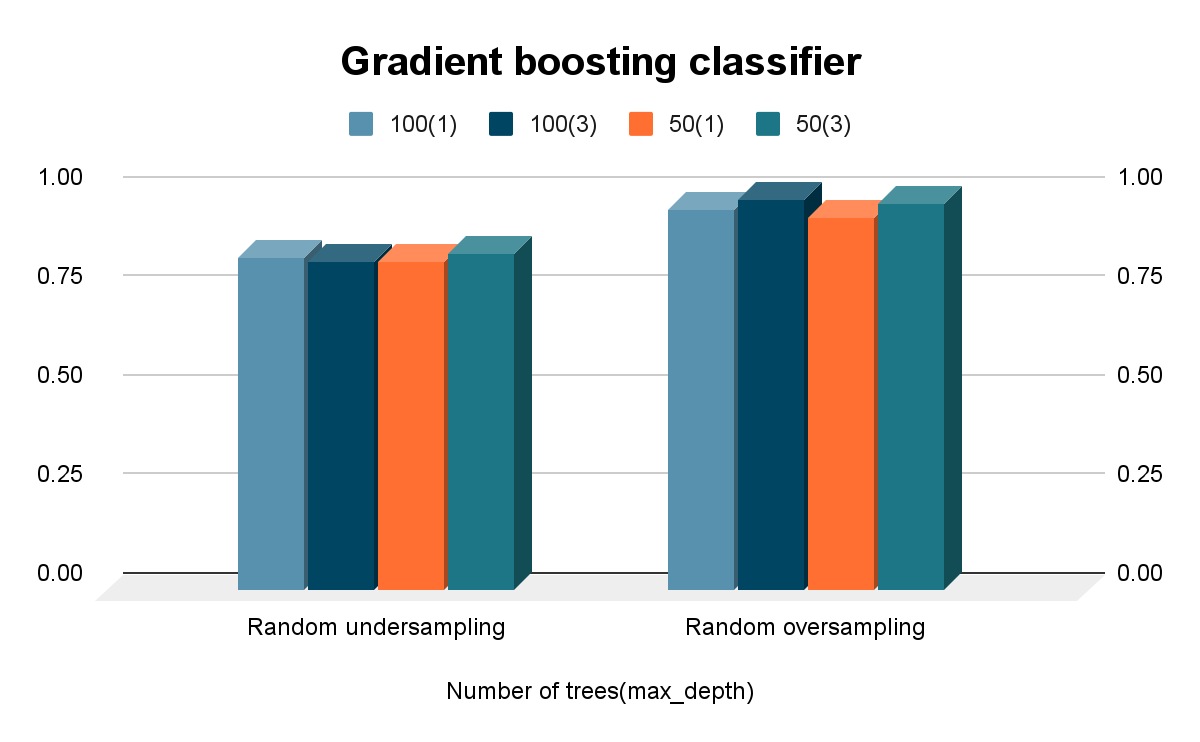 Gradient boosting classifier
100(1) 100(3) 50(1) 50(3)
1.00 1.00
0.75 0.75
0.50 0.50
0.25 0.25
0.00 0.00
Random undersampling Random oversampling
Number of trees(max_depth)